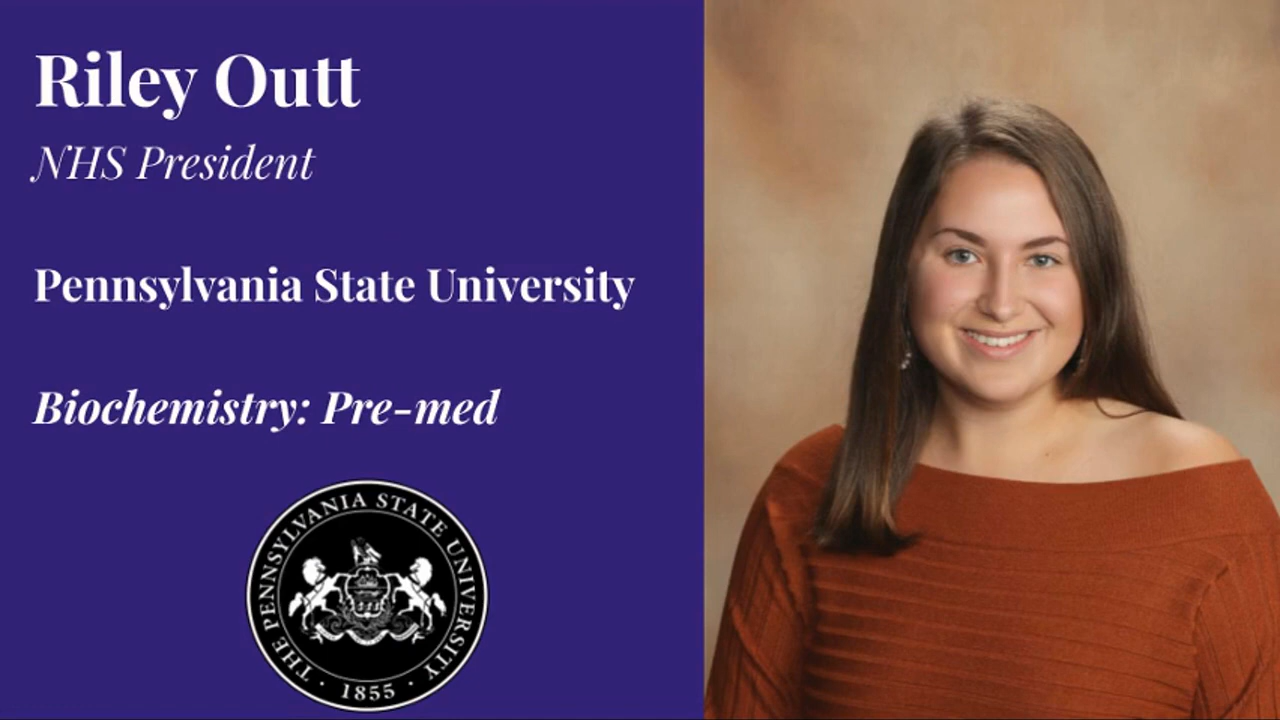 Riley Outt
NHS President
Pennsylvania State University
Biochemistry: Pre-med
THE PENNSYLVANIA STATE UNIVERSITY
· 1855 ·